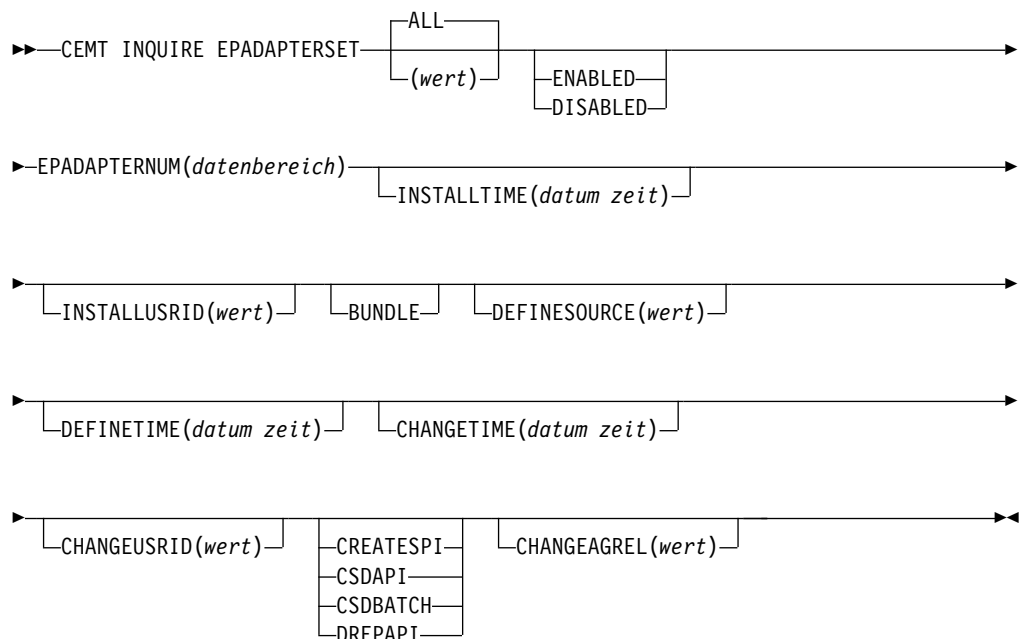 ALL
CEMT INQUIRE EPADAPTERSET
(wert)
ENABLED
DISABLED
EPADAPTERNUM(datenbereich)
INSTALLTIME(datum zeit)
INSTALLUSRID(wert)
BUNDLE
DEFINESOURCE(wert)
DEFINETIME(datum zeit)
CHANGETIME(datum zeit)
CHANGEUSRID(wert)
CREATESPI
CSDAPI
CSDBATCH
DREPAPI
CHANGEAGREL(wert)